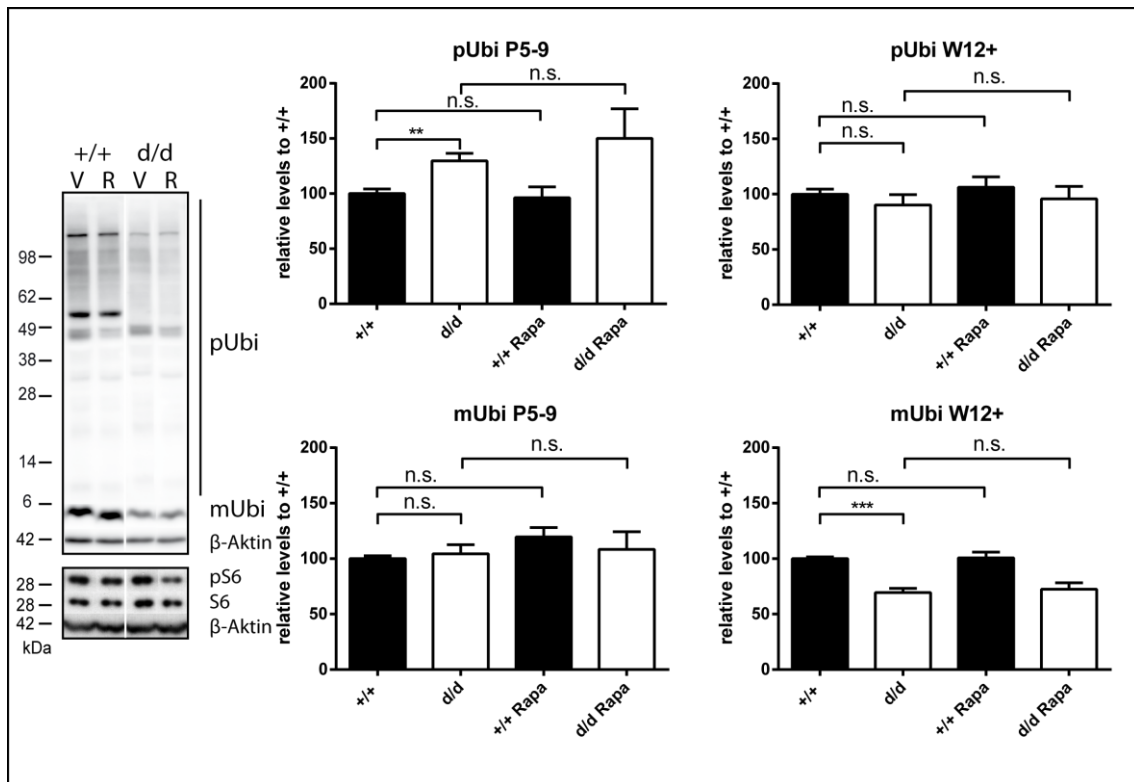 +/+ d/d
V R V R
98
62
49
38
28
14
6
42
28
28
42
kDa
pUbi
mUbi
β-Aktin
pS6
S6
β-Aktin
pUbi P5-9
relative levels to +/+
200
150
100
50
0
n.s.
n.s.
**
+/+ d/d +/+ Rapa d/d Rapa
pUbi W12+
relative levels to +/+
200
150
100
50
0
n.s.
n.s.
n.s.
+/+ d/d +/+ Rapa d/d Rapa
mUbi P5-9
relative levels to +/+
200
150
100
50
0
n.s.
n.s.
n.s.
+/+ d/d +/+ Rapa d/d Rapa
mUbi W12+
relative levels to +/+
200
150
100
50
0
n.s.
n.s.
***
+/+ d/d +/+ Rapa d/d Rapa